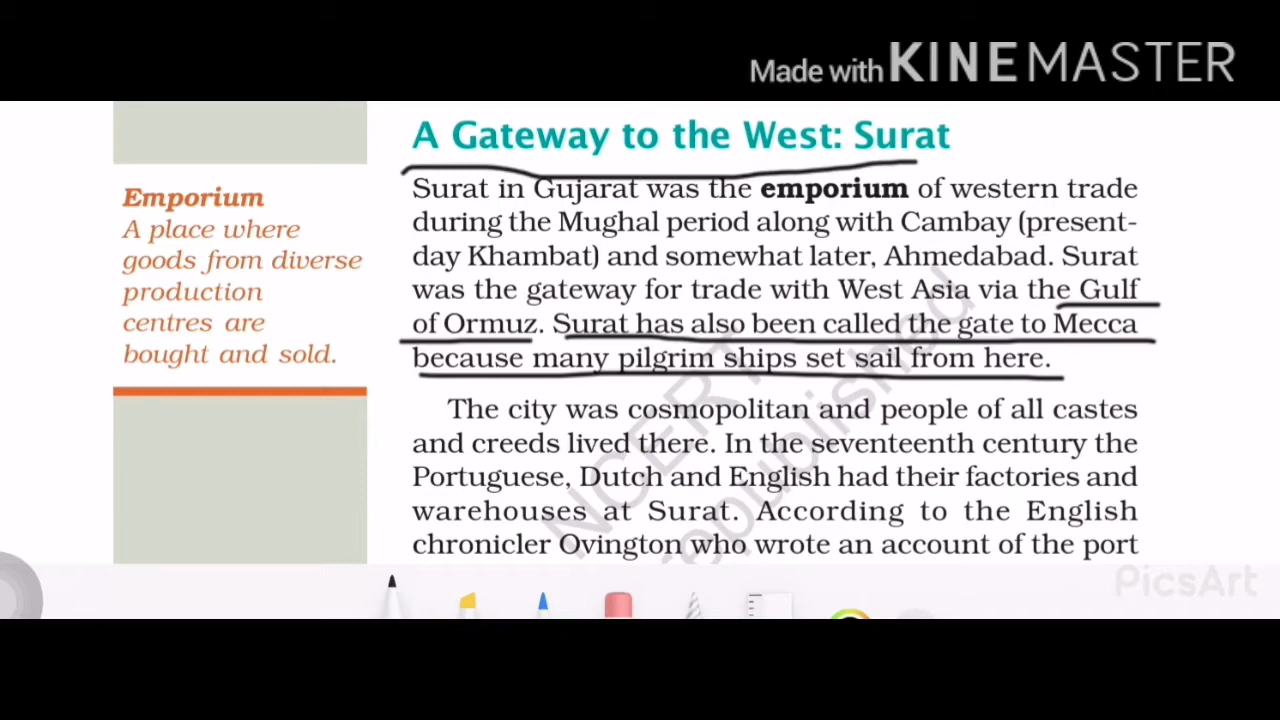 Made with KINEMASTER
A Gateway to the West: Surat
Emporium
A place where
goods from diverse
production
centres are
bought and sold.
Surat in Gujarat was the emporium of western trade
during the Mughal period along with Cambay (present-
day Khambat) and somewhat later, Ahmedabad. Surat
was the gateway for trade with West Asia via the Gulf
of Ormuz. Surat has also been called the gate to Mecca
because many pilgrim ships set sail from here.
The city was cosmopolitan and people of all castes
and creeds lived there. In the seventeenth century the
Portuguese, Dutch and English had their factories and
warehouses at Surat. According to the English
chronicler Ovington who wrote an account of the port
NCERT
republished
PicsArt